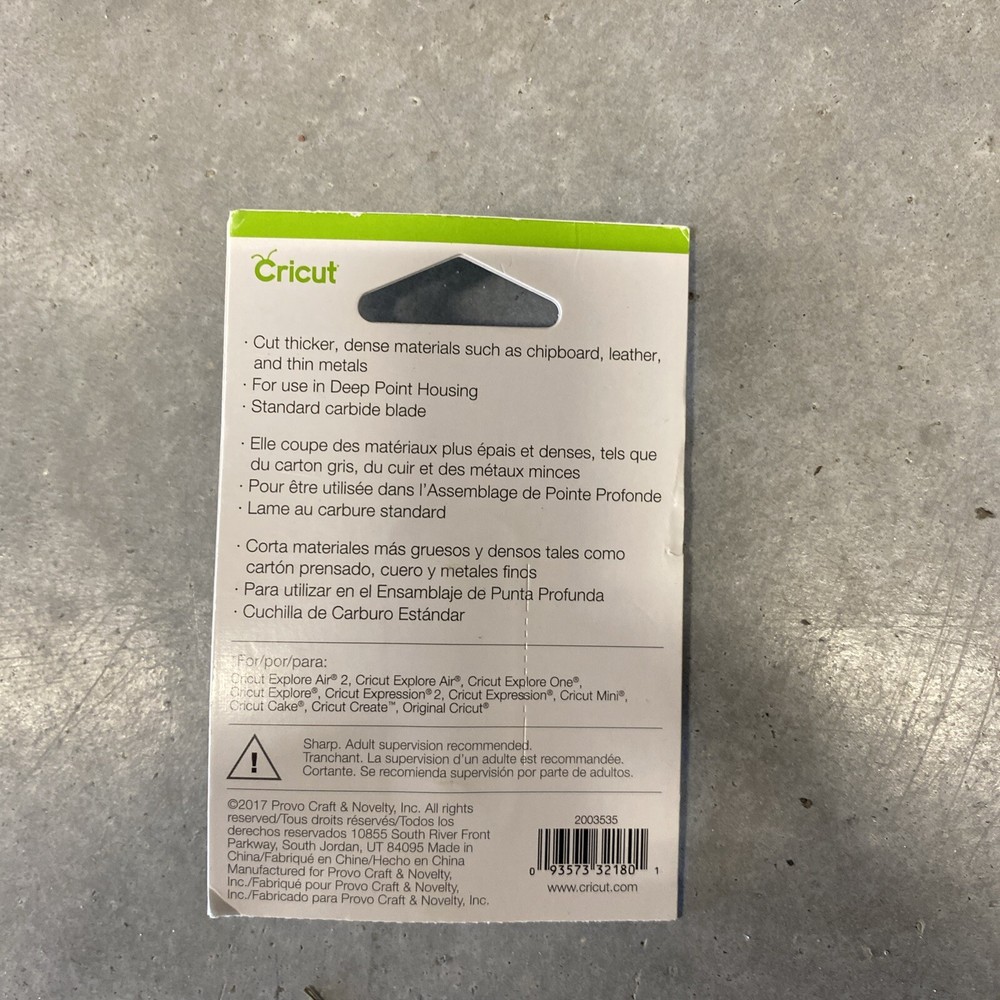 Cricut
· Cut thicker, dense materials such as chipboard, leather,
and thin metals
· For use in Deep Point Housing
· Standard carbide blade
· Elle coupe des matériaux plus épais et denses, tels que
du carton gris, du cuir et des métaux minces
· Pour être utilisée dans l'Assemblage de Pointe Profonde
· Lame au carbure standard
· Corta materiales más gruesos y densos tales como
cartón prensado, cuero y metales finos
· Para utilizar en el Ensamblaje de Punta Profunda
· Cuchilla de Carburo Estándar
*For/por/para:
Cricut Explore Air® 2, Cricut Explore Air®, Cricut Explore One®,
Cricut Explore®, Cricut Expression® 2, Cricut Expression®, Cricut Mini®,
Cricut Cake®, Cricut Create™, Original Cricut®
Sharp. Adult supervision recommended.
Tranchant. La supervision d'un adulte est recommandée.
Cortante. Se recomienda supervisión por parte de adultos.
©2017 Provo Craft & Novelty, Inc. All rights
reserved/Tous droits réservés/Todos los
derechos reservados 10855 South River Front
Parkway, South Jordan, UT 84095 Made in
China/Fabriqué en Chine/Hecho en China
Manufactured for Provo Craft & Novelty,
Inc./Fabriqué pour Provo Craft & Novelty,
Inc./Fabricado para Provo Craft & Novelty, Inc.
2003535
0 93573 32180 1
www.cricut.com